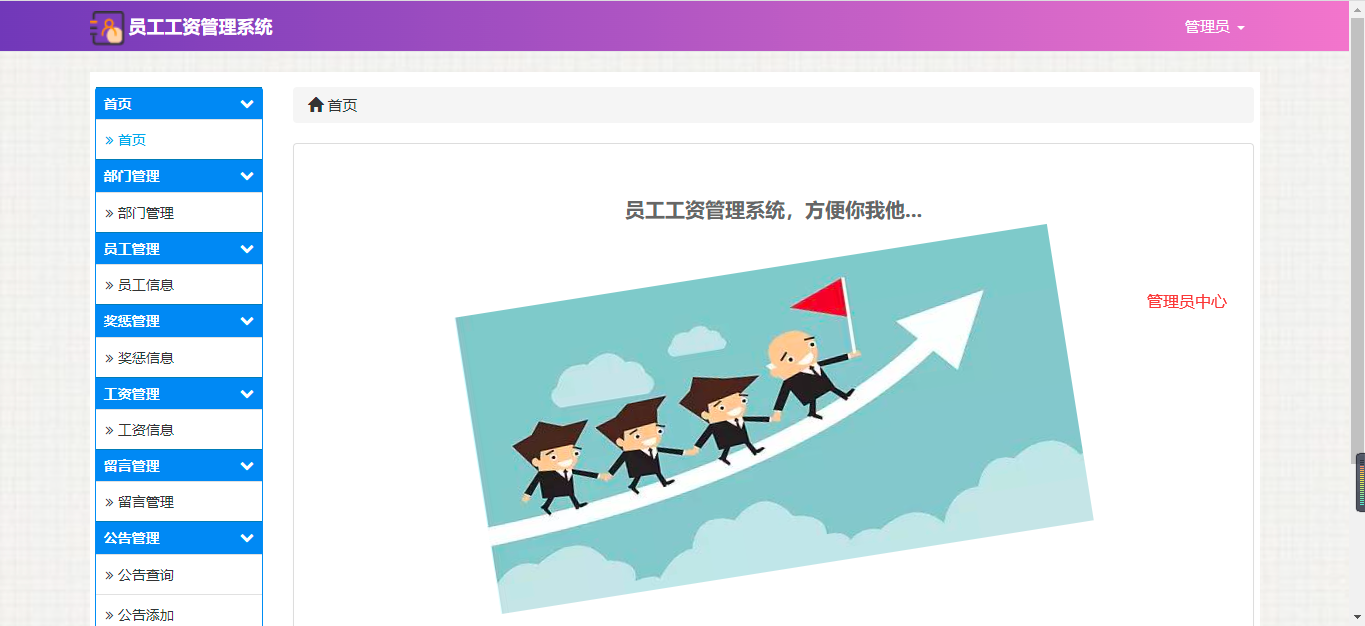 员工工资管理系统
管理员
首页
» 首页
部门管理
» 部门管理
员工管理
» 员工信息
奖惩管理
» 奖惩信息
工资管理
» 工资信息
留言管理
» 留言管理
公告管理
» 公告查询
» 公告添加
首页
员工工资管理系统，方便你我他...
管理员中心